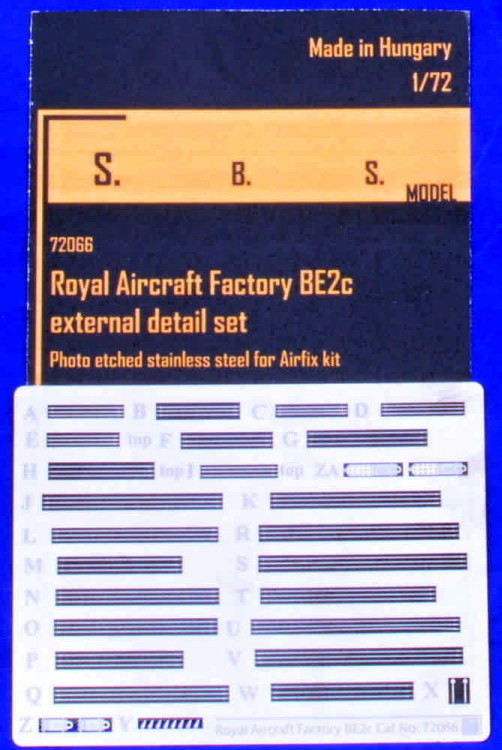 Made in Hungary
1/72
S. B. S.
MODEL
72066
Royal Aircraft Factory BE2c
external detail set
Photo etched stainless steel for Airfix kit
A B C D
E top F G
H top I top ZA
J K
L R
M S
N T
O U
P V
Q W X
Z Y Royal Aircraft Factory BE2c Cat No:72066